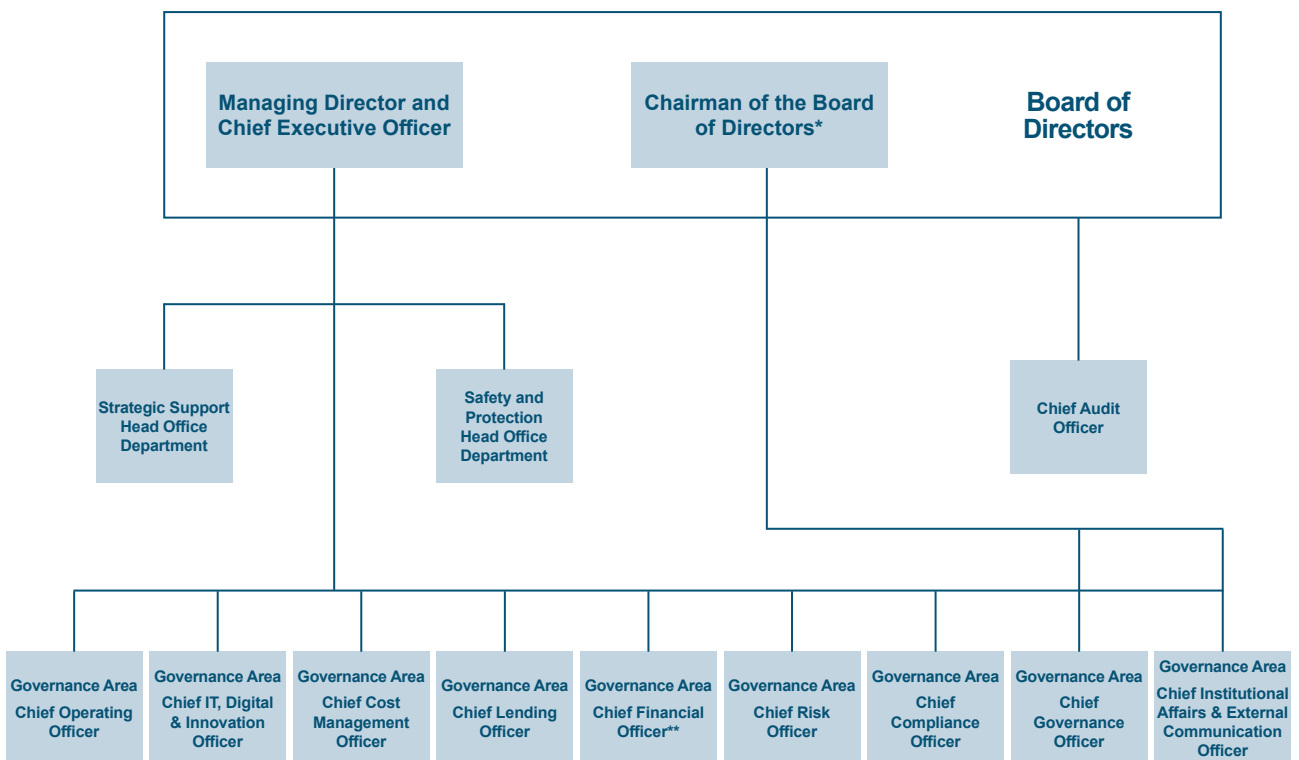 Managing Director and
Chief Executive Officer
Chairman of the Board
of Directors*
Board of
Directors
Strategic Support
Head Office
Department
Safety and
Protection
Head Office
Department
Chief Audit
Officer
Governance Area
Chief Operating
Officer
Governance Area
Chief IT, Digital
& Innovation
Officer
Governance Area
Chief Cost
Management
Officer
Governance Area
Chief Lending
Officer
Governance Area
Chief Financial
Officer**
Governance Area
Chief Risk
Officer
Governance Area
Chief
Compliance
Officer
Governance Area
Chief
Governance
Officer
Governance Area
Chief Institutional
Affairs & External
Communication
Officer